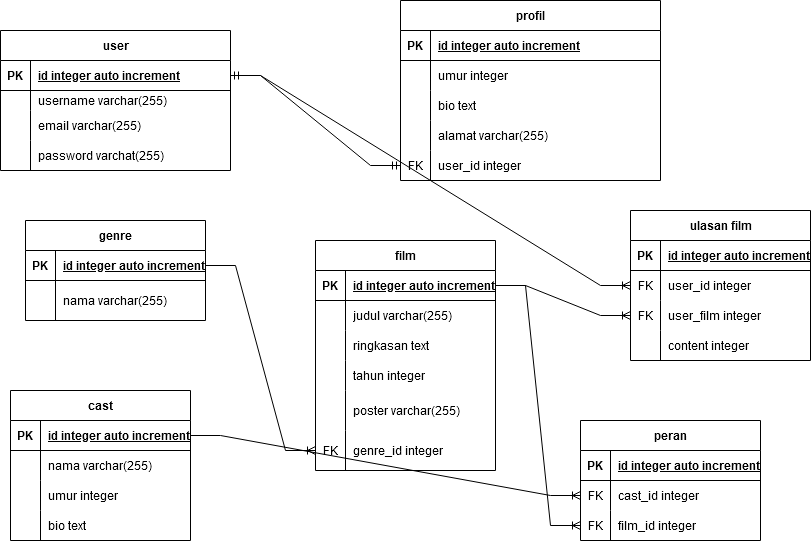 user
PK id integer auto increment
username varchar(255)
email varchar(255)
password varchat(255)
profil
PK id integer auto increment
umur integer
bio text
alamat varchar(255)
FK user_id integer
genre
PK id integer auto increment
nama varchar(255)
film
PK id integer auto increment
judul varchar(255)
ringkasan text
tahun integer
poster varchar(255)
FK genre_id integer
ulasan film
PK id integer auto increment
FK user_id integer
FK user_film integer
content integer
cast
PK id integer auto increment
nama varchar(255)
umur integer
bio text
peran
PK id integer auto increment
FK cast_id integer
FK film_id integer